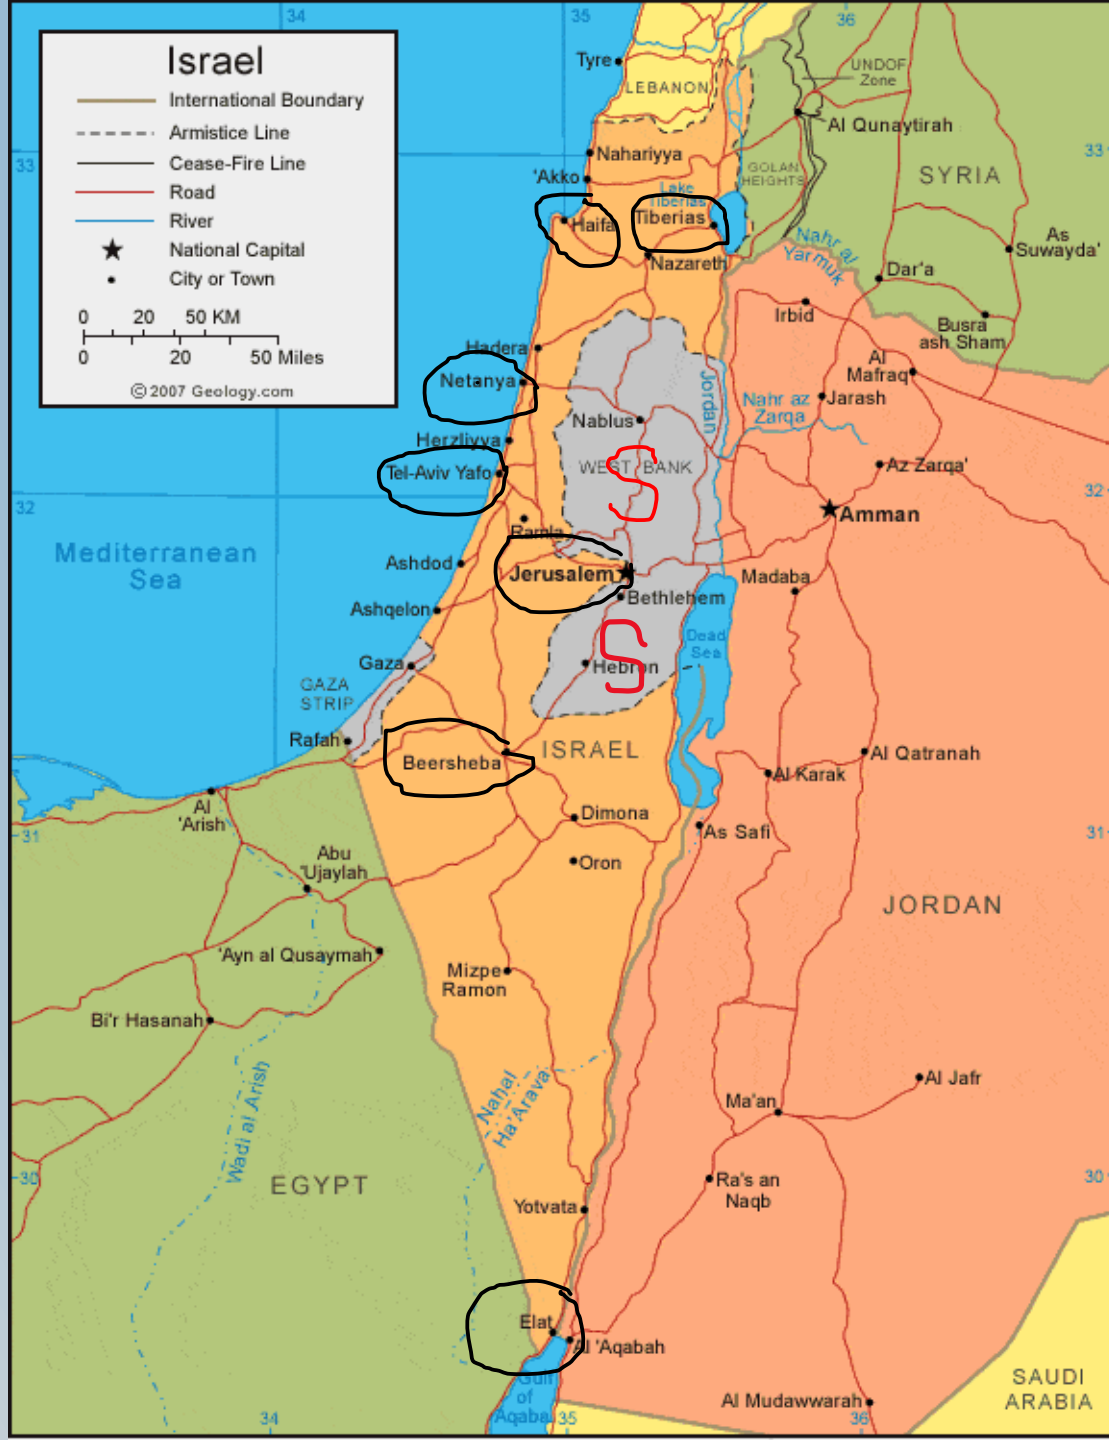 34
35
36
Israel
International Boundary
Armistice Line
Cease-Fire Line
Road
River
National Capital
City or Town
0 20 50 KM
0 20 50 Miles
© 2007 Geology.com
Tyre
LEBANON
UNDOF
Zone
Al Qunaytirah
33
33
Nahariyya
'Akko
GOLAN
HEIGHTS
SYRIA
Lake
Tiberias
Haifa
Tiberias
Nazareth
Nahr al
Yarmuk
As
Suwayda'
Dar'a
Irbid
Busra
ash Sham
Hadera
Al
Mafraq
Netanya
Jordan
Nahr az
Zarqa
Jarash
Nablus
Herzliyya
WEST BANK
S
Tel-Aviv Yafo
Az Zarqa'
32
32
Amman
Ramla
Mediterranean
Sea
Ashdod
Jerusalem
Madaba
Bethlehem
Ashqelon
S
Dead
Sea
Gaza
Hebron
GAZA
STRIP
Rafah
ISRAEL
Beersheba
Al Qatranah
Al Karak
Al
'Arish
Dimona
31
31
As Safi
Abu
'Ujaylah
Oron
JORDAN
'Ayn al Qusaymah
Mizpe
Ramon
Bi'r Hasanah
Nahal
Ha'Arava
Wadi al Arish
Al Jafr
Ma'an
30
30
EGYPT
Ra's an
Naqb
Yotvata
Elat
Al 'Aqabah
Gulf
of
Aqaba
SAUDI
ARABIA
Al Mudawwarah
34
35
36